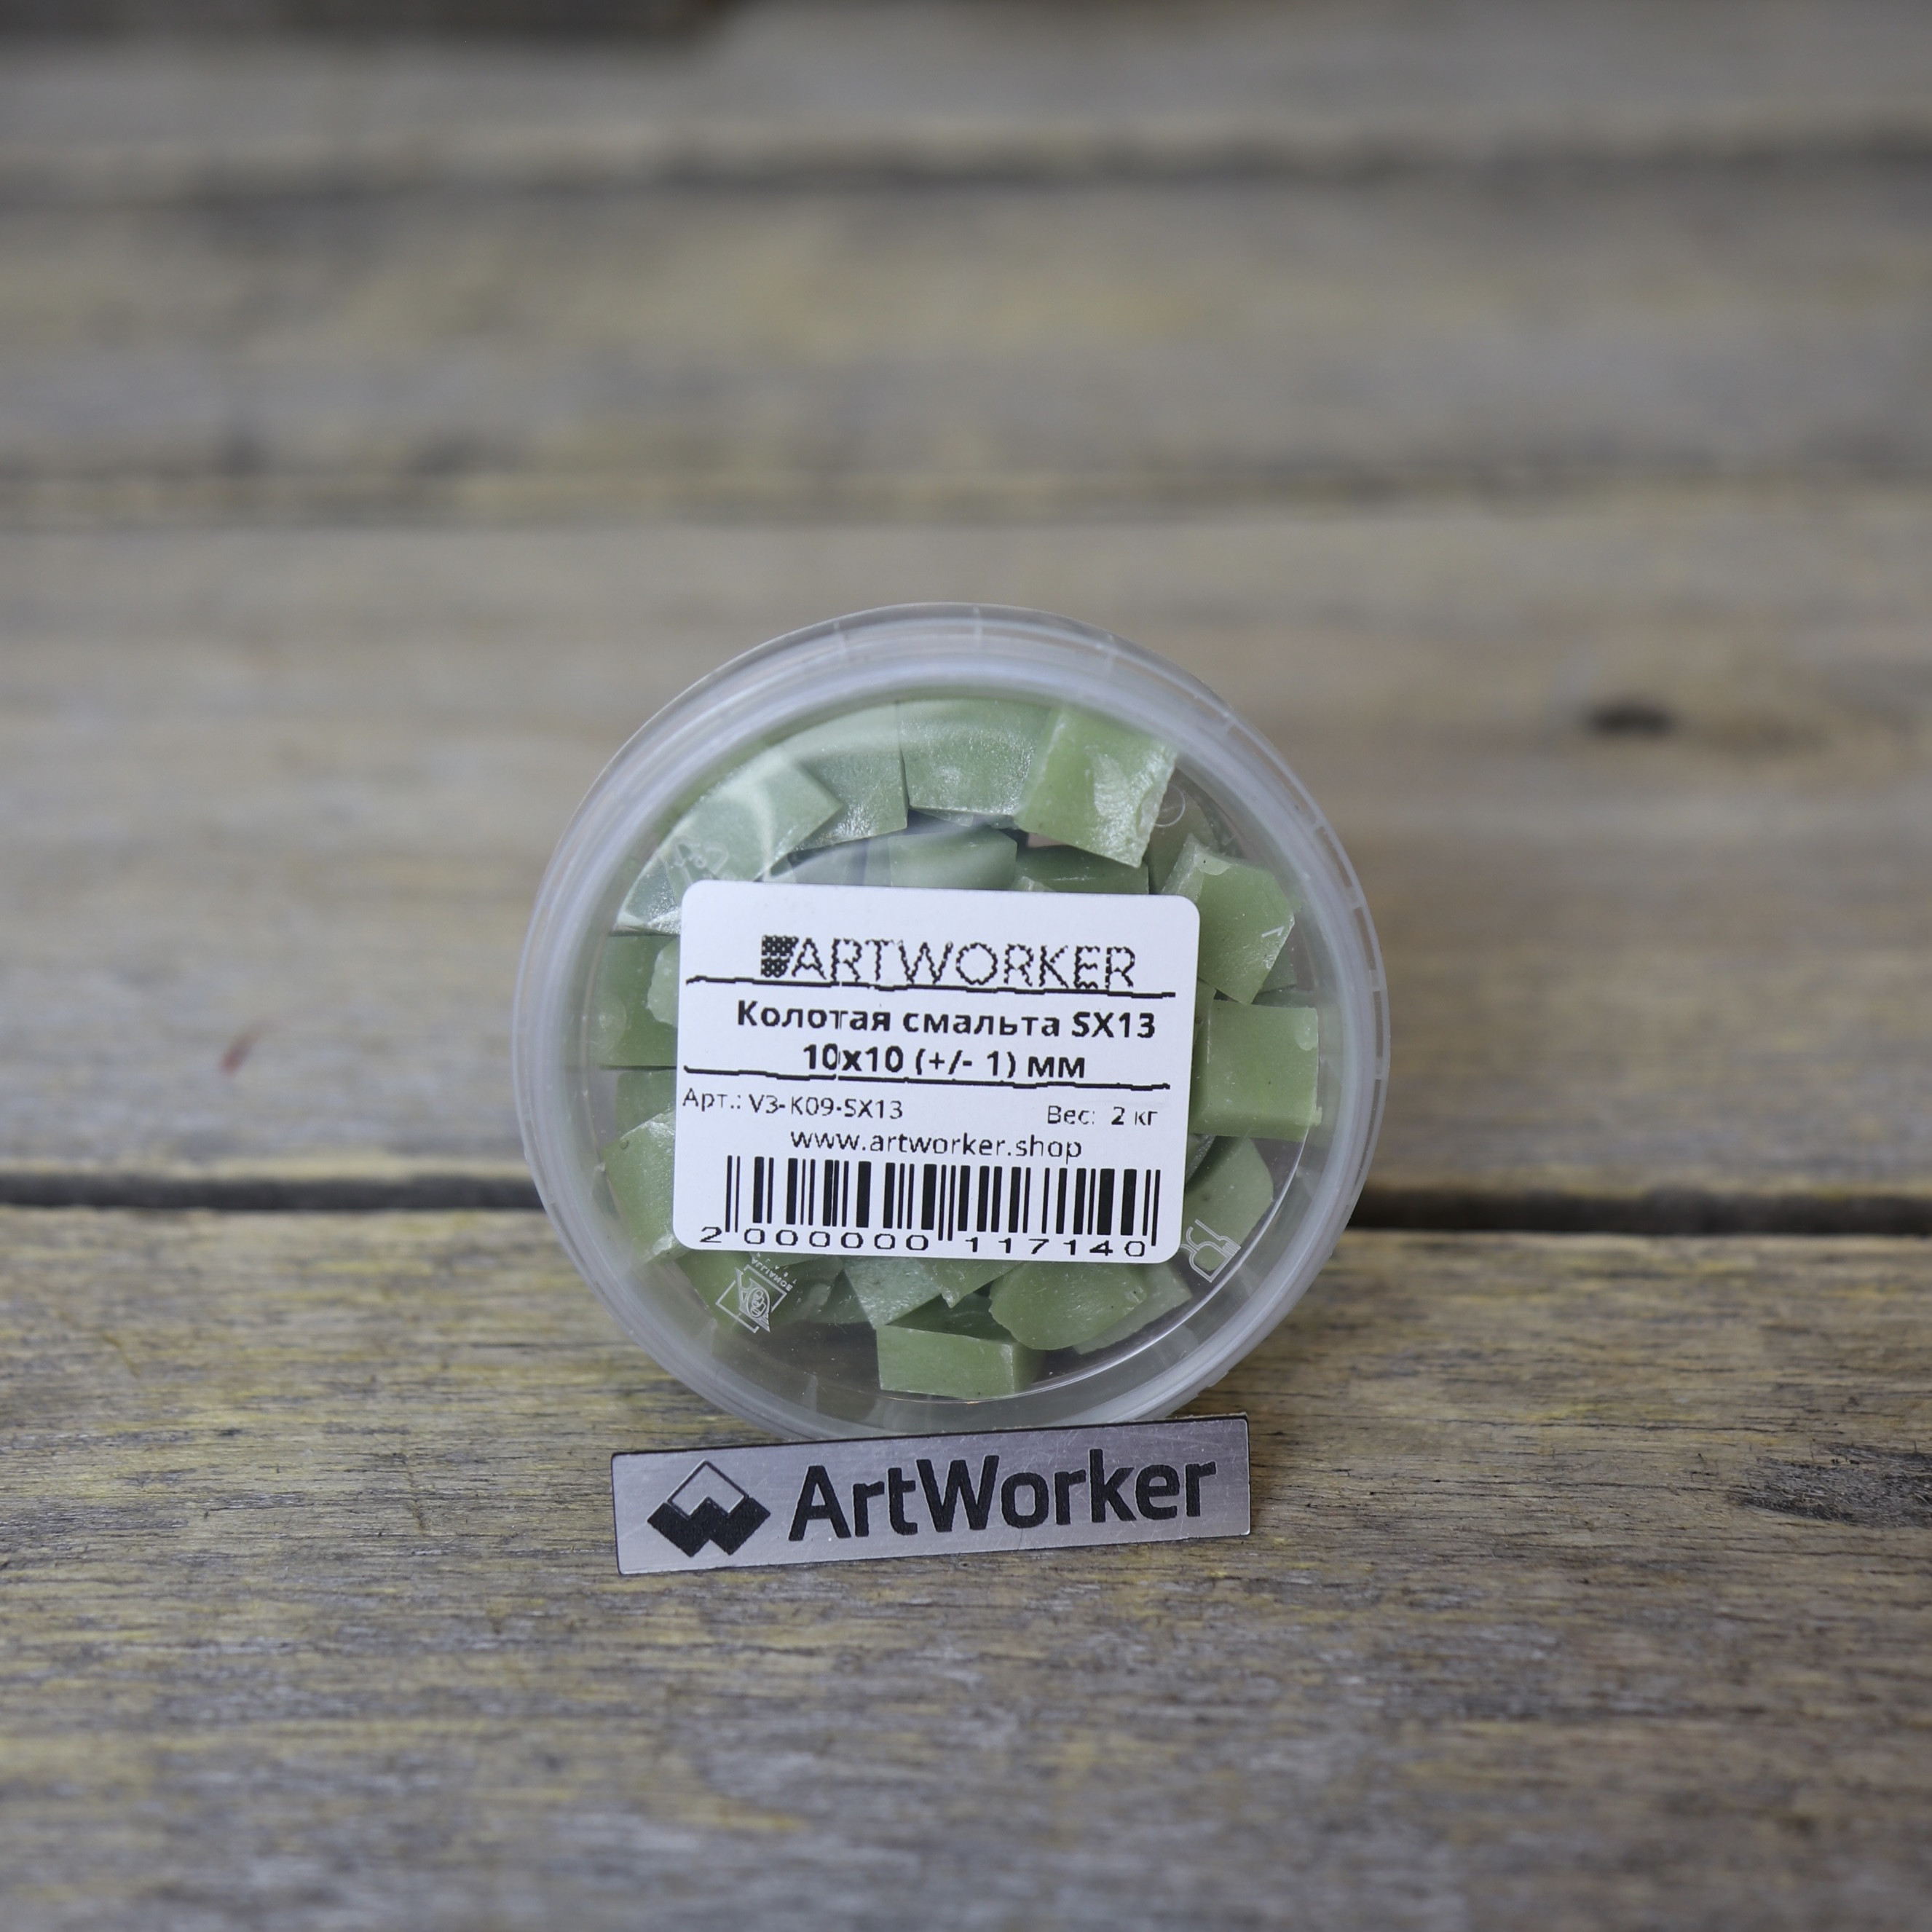 ARTWORKER
Колотая смальта SX13
10x10 (+/- 1) мм
Арт.: V3-K09-SX13 Вес: 2 кг
www.artworker.shop
2 000000 117140
ArtWorker